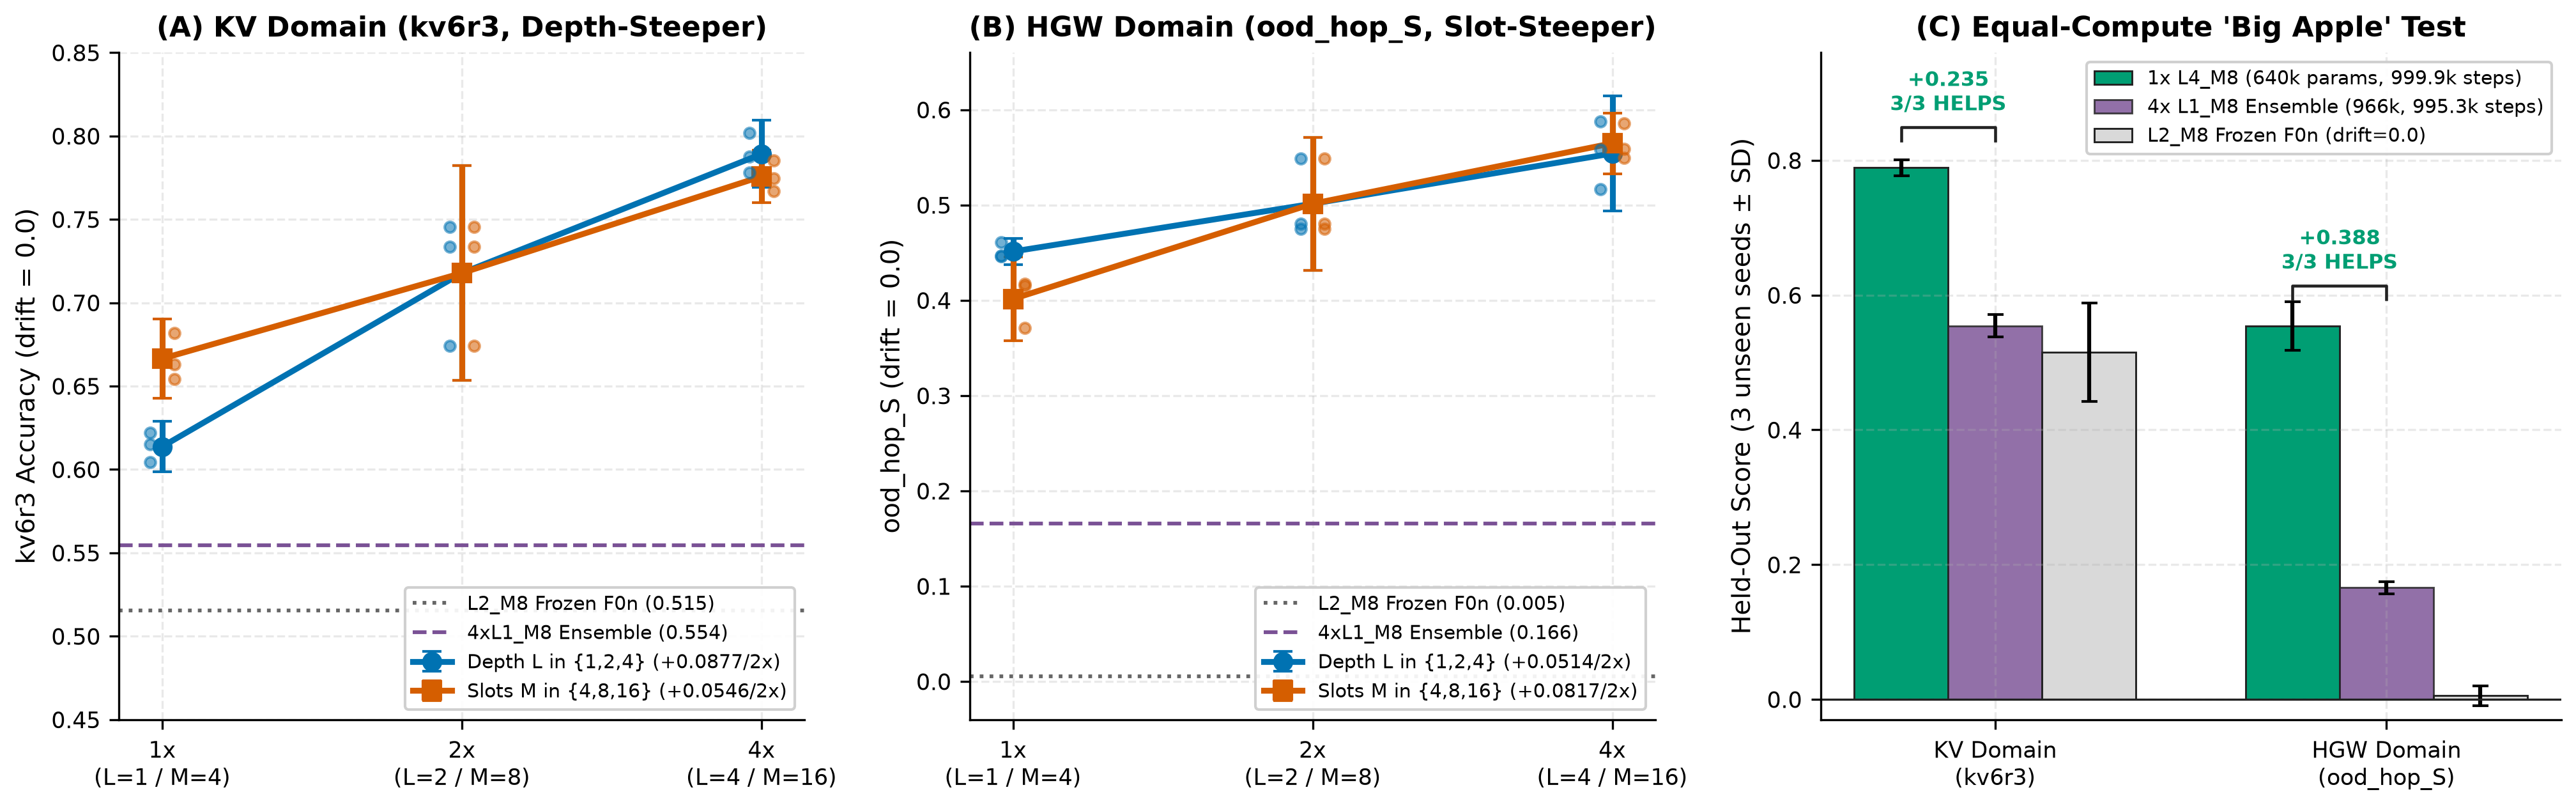 (A) KV Domain (kv6r3, Depth-Steeper)
kv6r3 Accuracy (drift = 0.0)
0.85
0.80
0.75
0.70
0.65
0.60
0.55
0.50
0.45
L2_M8 Frozen F0n (0.515)
4xL1_M8 Ensemble (0.554)
Depth L in {1,2,4} (+0.0877/2x)
Slots M in {4,8,16} (+0.0546/2x)
1x
(L=1 / M=4)
2x
(L=2 / M=8)
4x
(L=4 / M=16)
(B) HGW Domain (ood_hop_S, Slot-Steeper)
ood_hop_S (drift = 0.0)
0.6
0.5
0.4
0.3
0.2
0.1
0.0
L2_M8 Frozen F0n (0.005)
4xL1_M8 Ensemble (0.166)
Depth L in {1,2,4} (+0.0514/2x)
Slots M in {4,8,16} (+0.0817/2x)
1x
(L=1 / M=4)
2x
(L=2 / M=8)
4x
(L=4 / M=16)
(C) Equal-Compute 'Big Apple' Test
Held-Out Score (3 unseen seeds ± SD)
0.8
0.6
0.4
0.2
0.0
+0.235
3/3 HELPS
1x L4_M8 (640k params, 999.9k steps)
4x L1_M8 Ensemble (966k, 995.3k steps)
L2_M8 Frozen F0n (drift=0.0)
+0.388
3/3 HELPS
KV Domain
(kv6r3)
HGW Domain
(ood_hop_S)